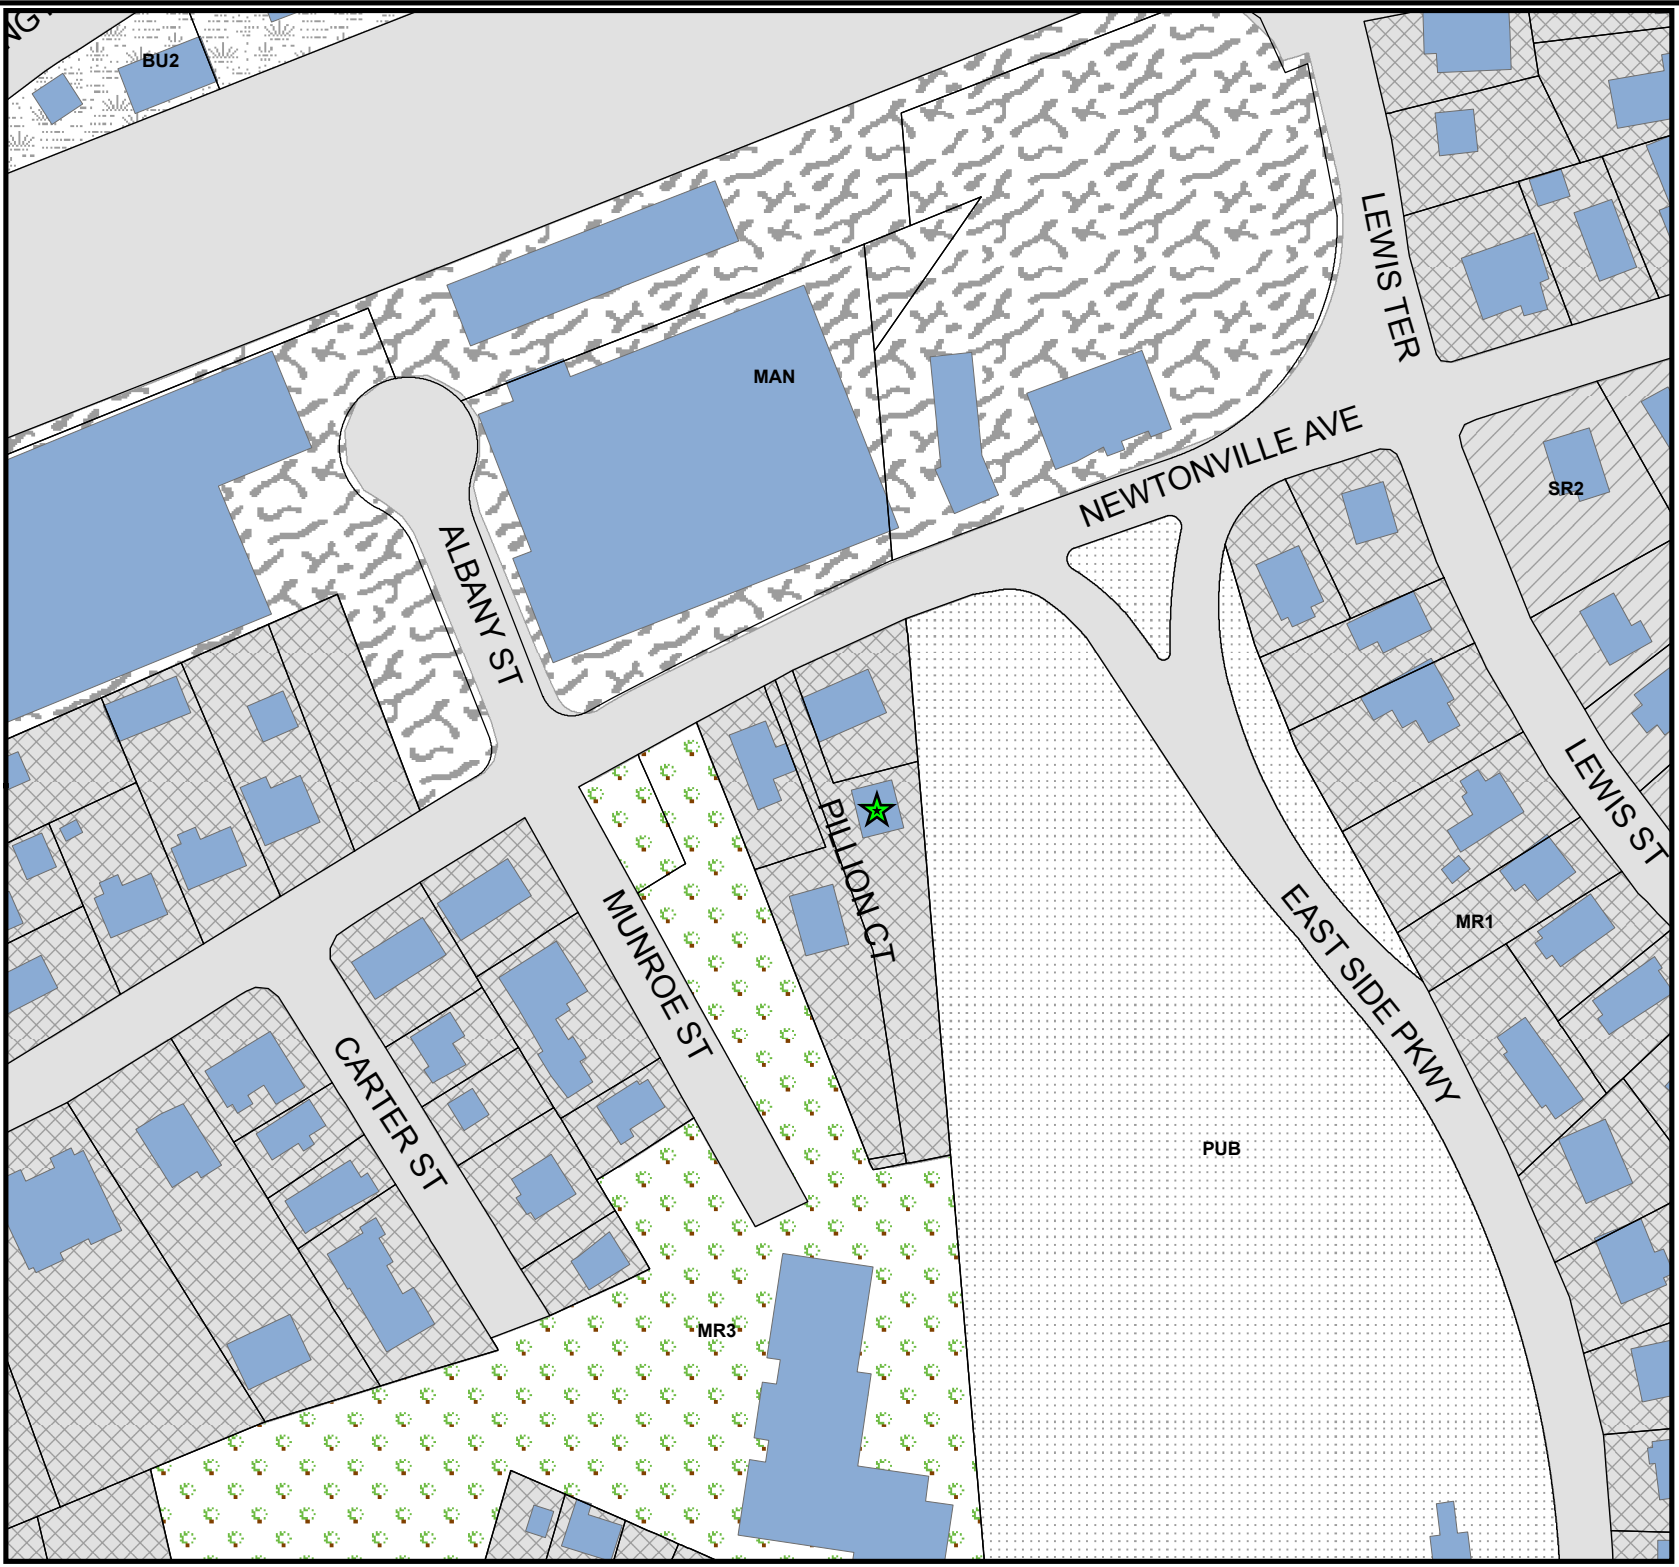 BU2
LEWIS TER
MAN
NEWTONVILLE AVE
SR2
ALBANY ST
LEWIS ST
PILLION CT
MUNROE ST
EAST SIDE PKWY
MR1
CARTER ST
PUB
MR3